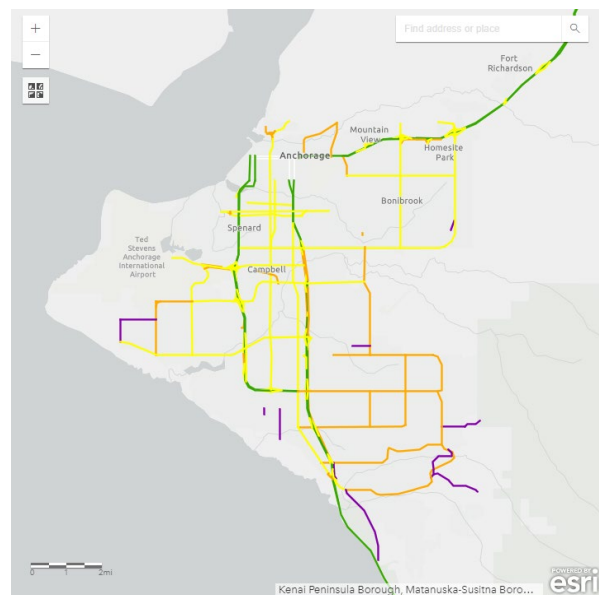 +
Find address or place
−
Fort
Richardson
Mountain
View
Homesite
Park
Anchorage
Bonibrook
Spenard
Ted
Stevens
Anchorage
International
Airport
Campbell
0 1 2mi
POWERED BY
esri
Kenai Peninsula Borough, Matanuska-Susitna Boro...